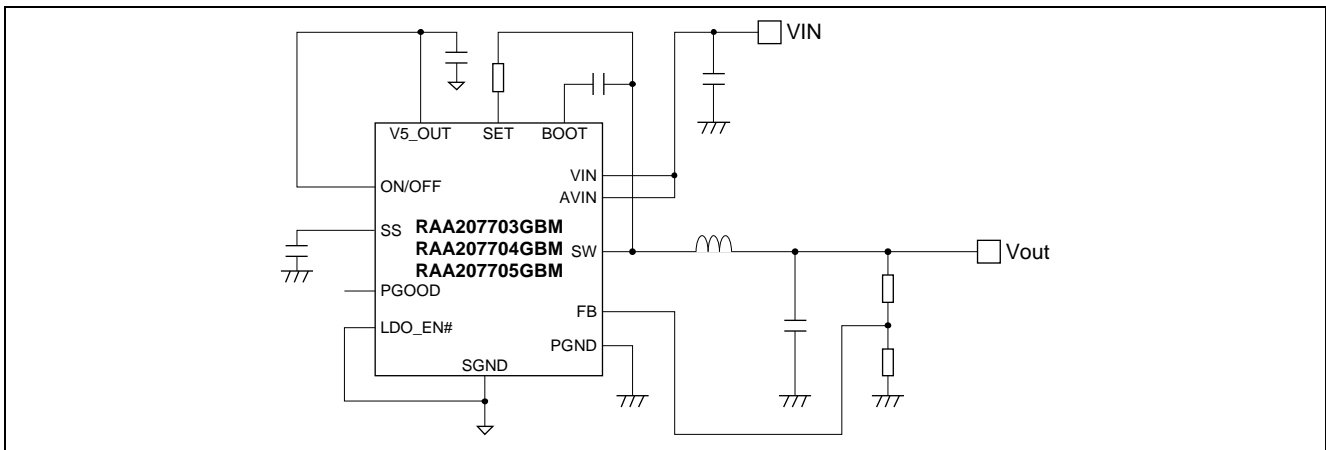 VIN
V5_OUT SET BOOT
VIN
ON/OFF
AVIN
SS RAA207703GBM
RAA207704GBM SW
RAA207705GBM
Vout
PGOOD
FB
LDO_EN#
PGND
SGND